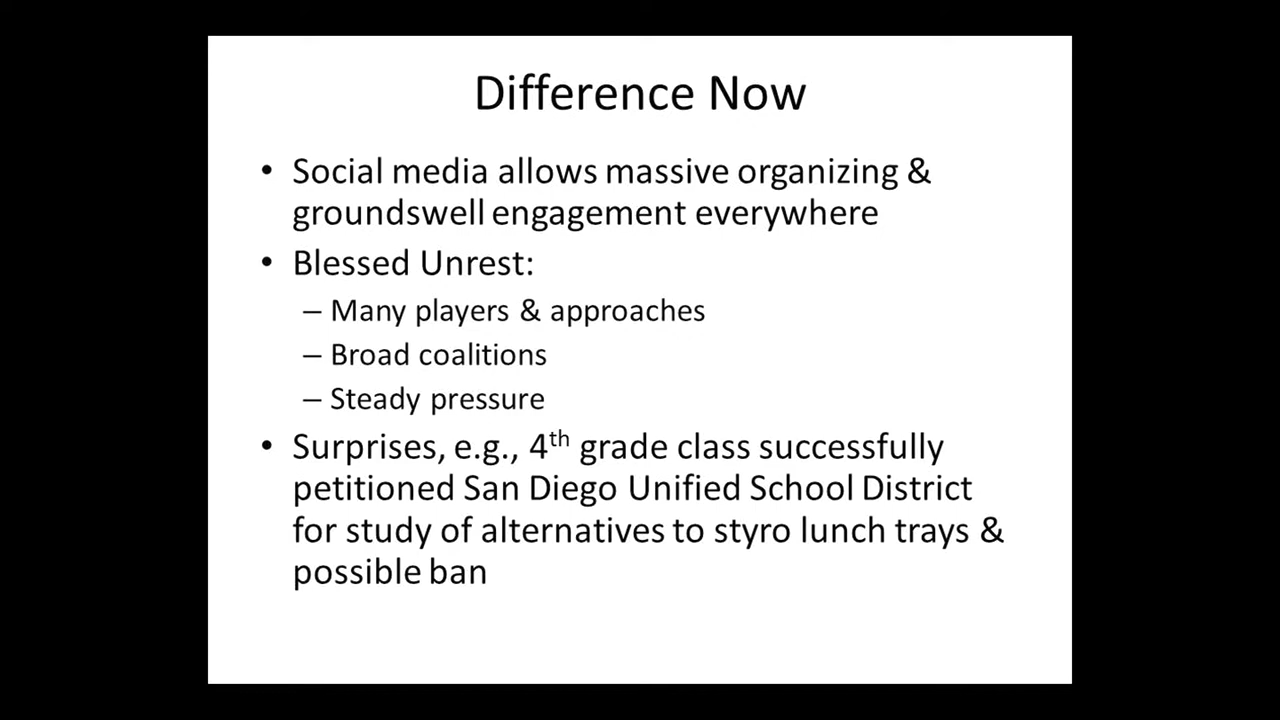 Difference Now
• Social media allows massive organizing &
groundswell engagement everywhere
• Blessed Unrest:
– Many players & approaches
– Broad coalitions
– Steady pressure
• Surprises, e.g., 4th grade class successfully
petitioned San Diego Unified School District
for study of alternatives to styro lunch trays &
possible ban